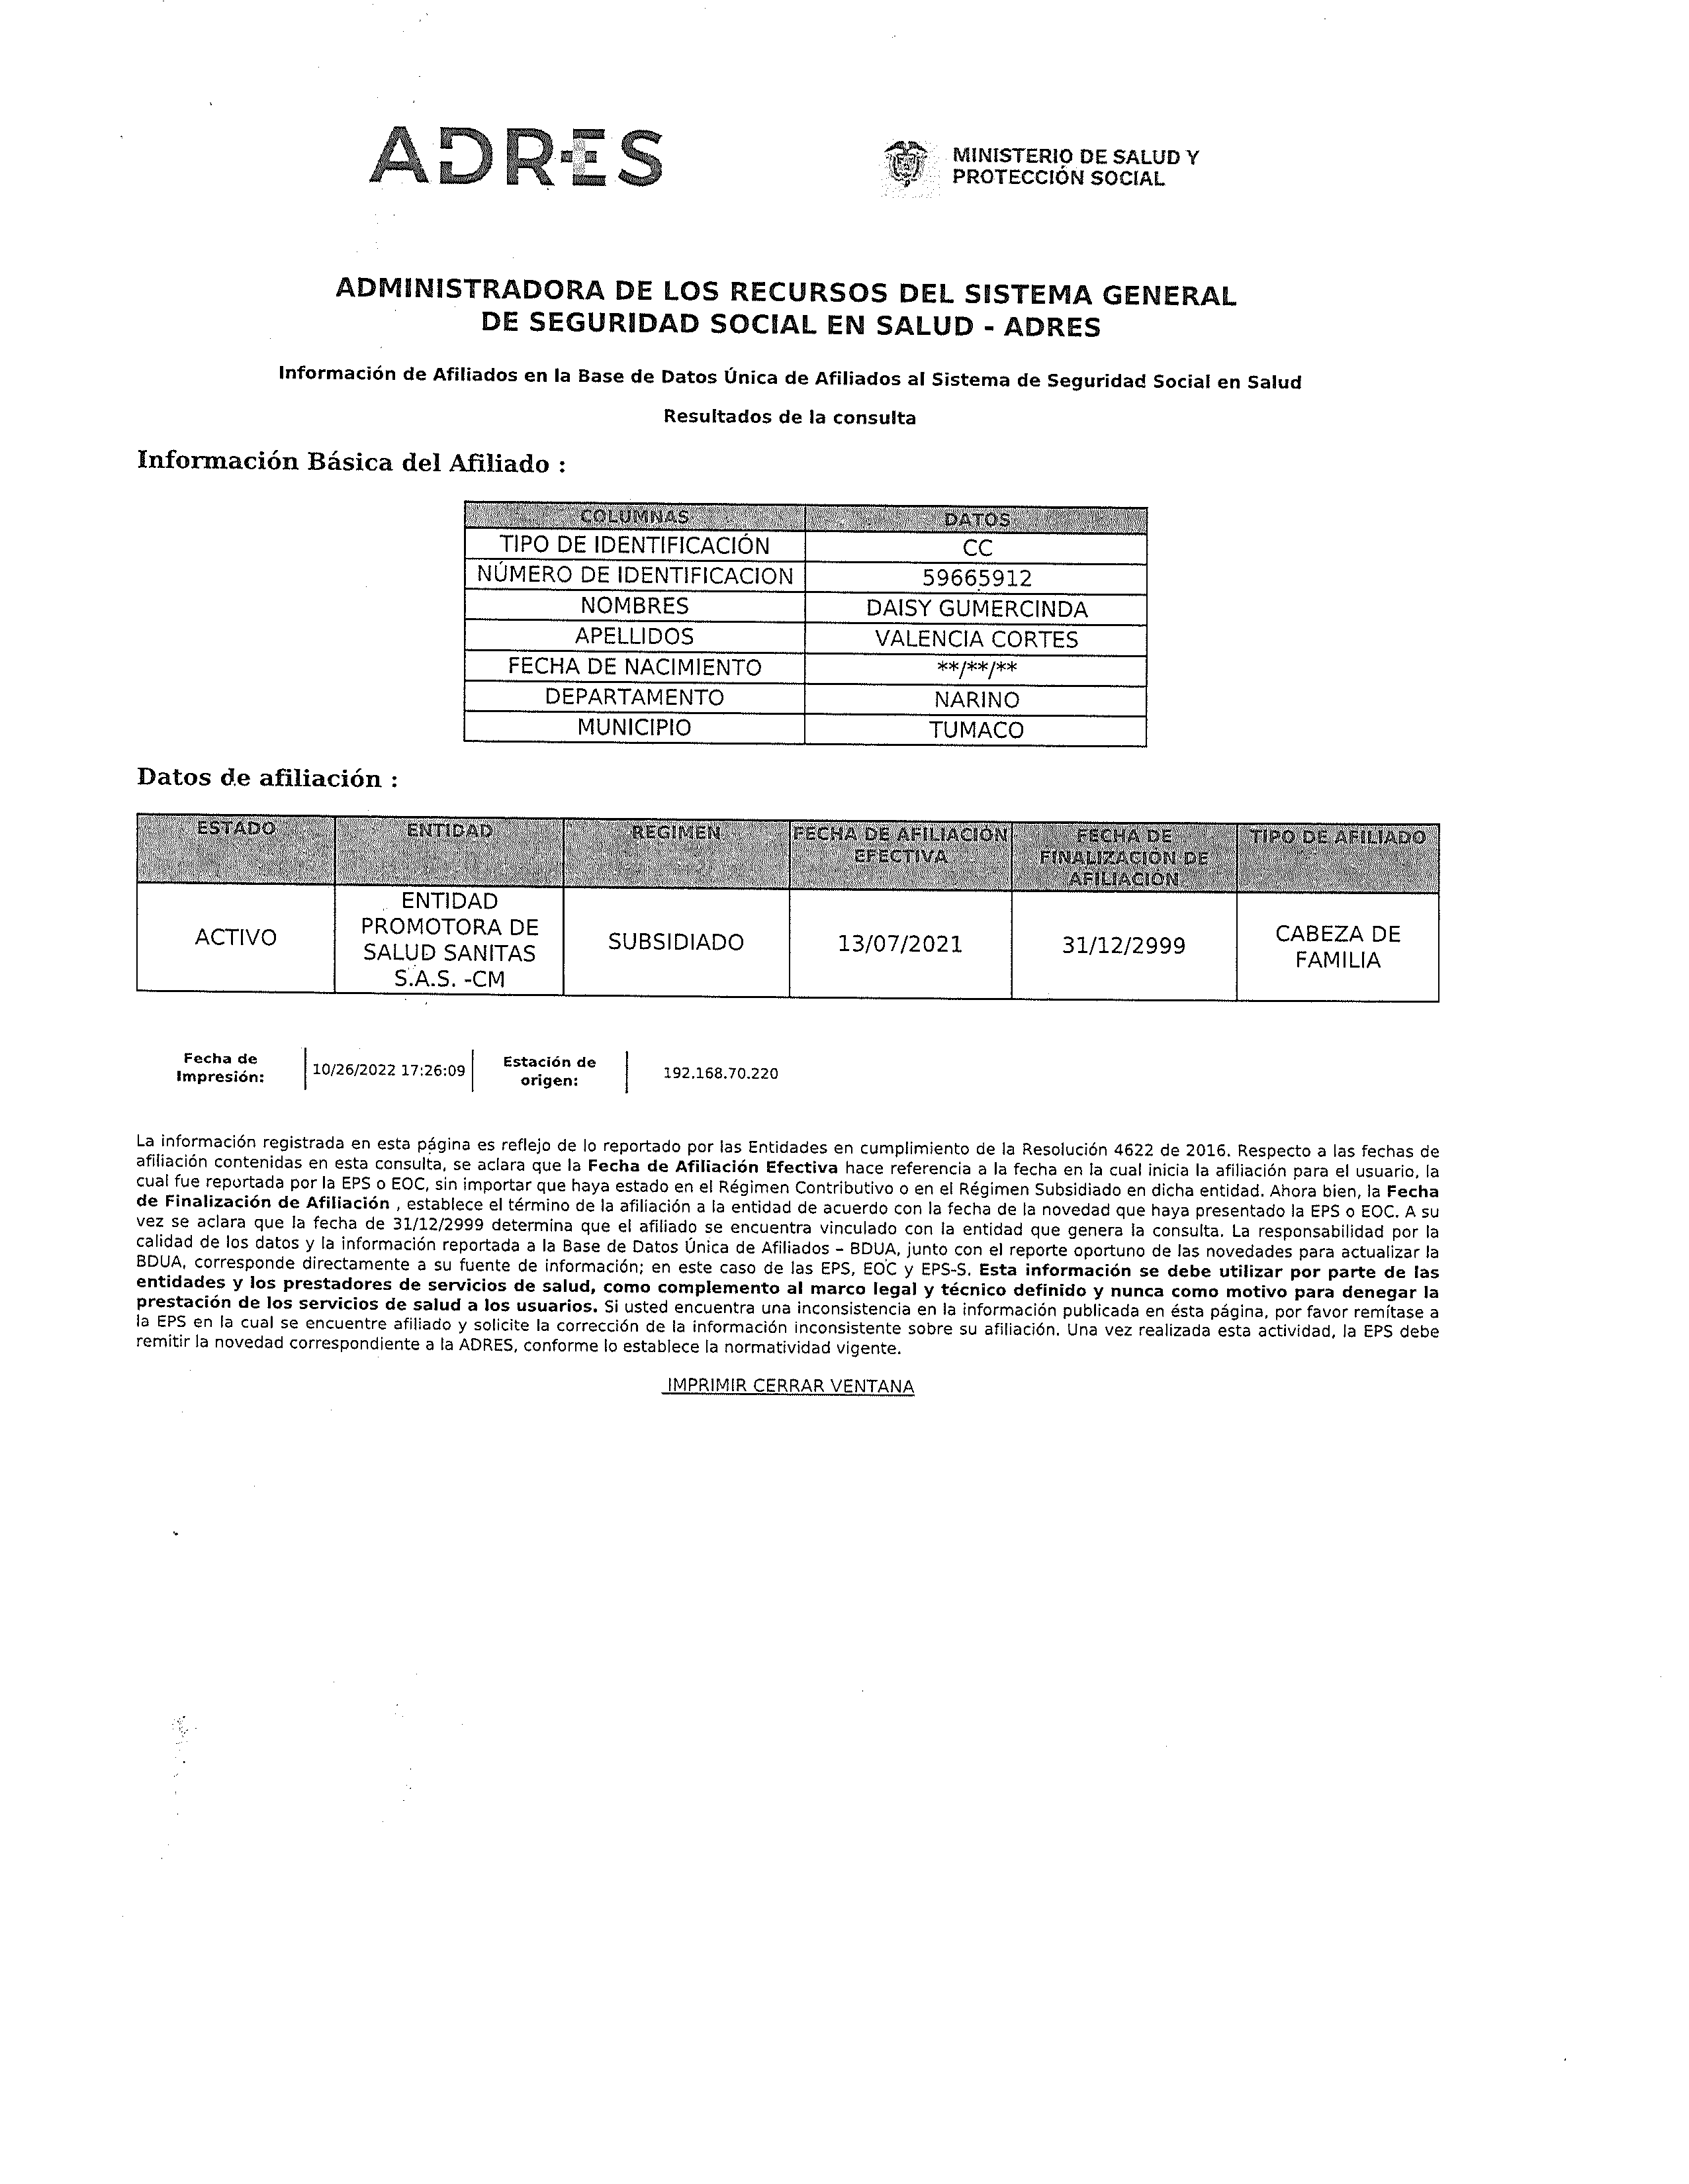 ADRES
MINISTERIO DE SALUD Y
PROTECCIÓN SOCIAL
ADMINISTRADORA DE LOS RECURSOS DEL SISTEMA GENERAL
DE SEGURIDAD SOCIAL EN SALUD - ADRES
Información de Afiliados en la Base de Datos Única de Afiliados al Sistema de Seguridad Social en Salud
Resultados de la consulta
Información Básica del Afiliado :
COLUMNAS DATOS
TIPO DE IDENTIFICACIÓN CC
NÚMERO DE IDENTIFICACION 59665912
NOMBRES DAISY GUMERCINDA
APELLIDOS VALENCIA CORTES
FECHA DE NACIMIENTO **/**/**
DEPARTAMENTO NARINO
MUNICIPIO TUMACO
Datos de afiliación :
ESTADO ENTIDAD REGIMEN FECHA DE AFILIACIÓN EFECTIVA FECHA DE FINALIZACION DE AFILIACIÓN TIPO DE AFILIADO
ACTIVO ENTIDAD PROMOTORA DE SALUD SANITAS S.A.S. -CM SUBSIDIADO 13/07/2021 31/12/2999 CABEZA DE FAMILIA
Fecha de Impresión: 10/26/2022 17:26:09 Estación de origen: 192.168.70.220
La información registrada en esta página es reflejo de lo reportado por las Entidades en cumplimiento de la Resolución 4622 de 2016. Respecto a las fechas de
afiliación contenidas en esta consulta, se aclara que la Fecha de Afiliación Efectiva hace referencia a la fecha en la cual inicia la afiliación para el usuario, la
cual fue reportada por la EPS o EOC, sin importar que haya estado en el Régimen Contributivo o en el Régimen Subsidiado en dicha entidad. Ahora bien, la Fecha
de Finalización de Afiliación , establece el término de la afiliación a la entidad de acuerdo con la fecha de la novedad que haya presentado la EPS o EOC. A su
vez se aclara que la fecha de 31/12/2999 determina que el afiliado se encuentra vinculado con la entidad que genera la consulta. La responsabilidad por la
calidad de los datos y la información reportada a la Base de Datos Única de Afiliados – BDUA, junto con el reporte oportuno de las novedades para actualizar la
BDUA, corresponde directamente a su fuente de información; en este caso de las EPS, EOC y EPS-S. Esta información se debe utilizar por parte de las
entidades y los prestadores de servicios de salud, como complemento al marco legal y técnico definido y nunca como motivo para denegar la
prestación de los servicios de salud a los usuarios. Si usted encuentra una inconsistencia en la información publicada en ésta página, por favor remítase a
la EPS en la cual se encuentre afiliado y solicite la corrección de la información inconsistente sobre su afiliación. Una vez realizada esta actividad, la EPS debe
remitir la novedad correspondiente a la ADRES, conforme lo establece la normatividad vigente.
IMPRIMIR CERRAR VENTANA